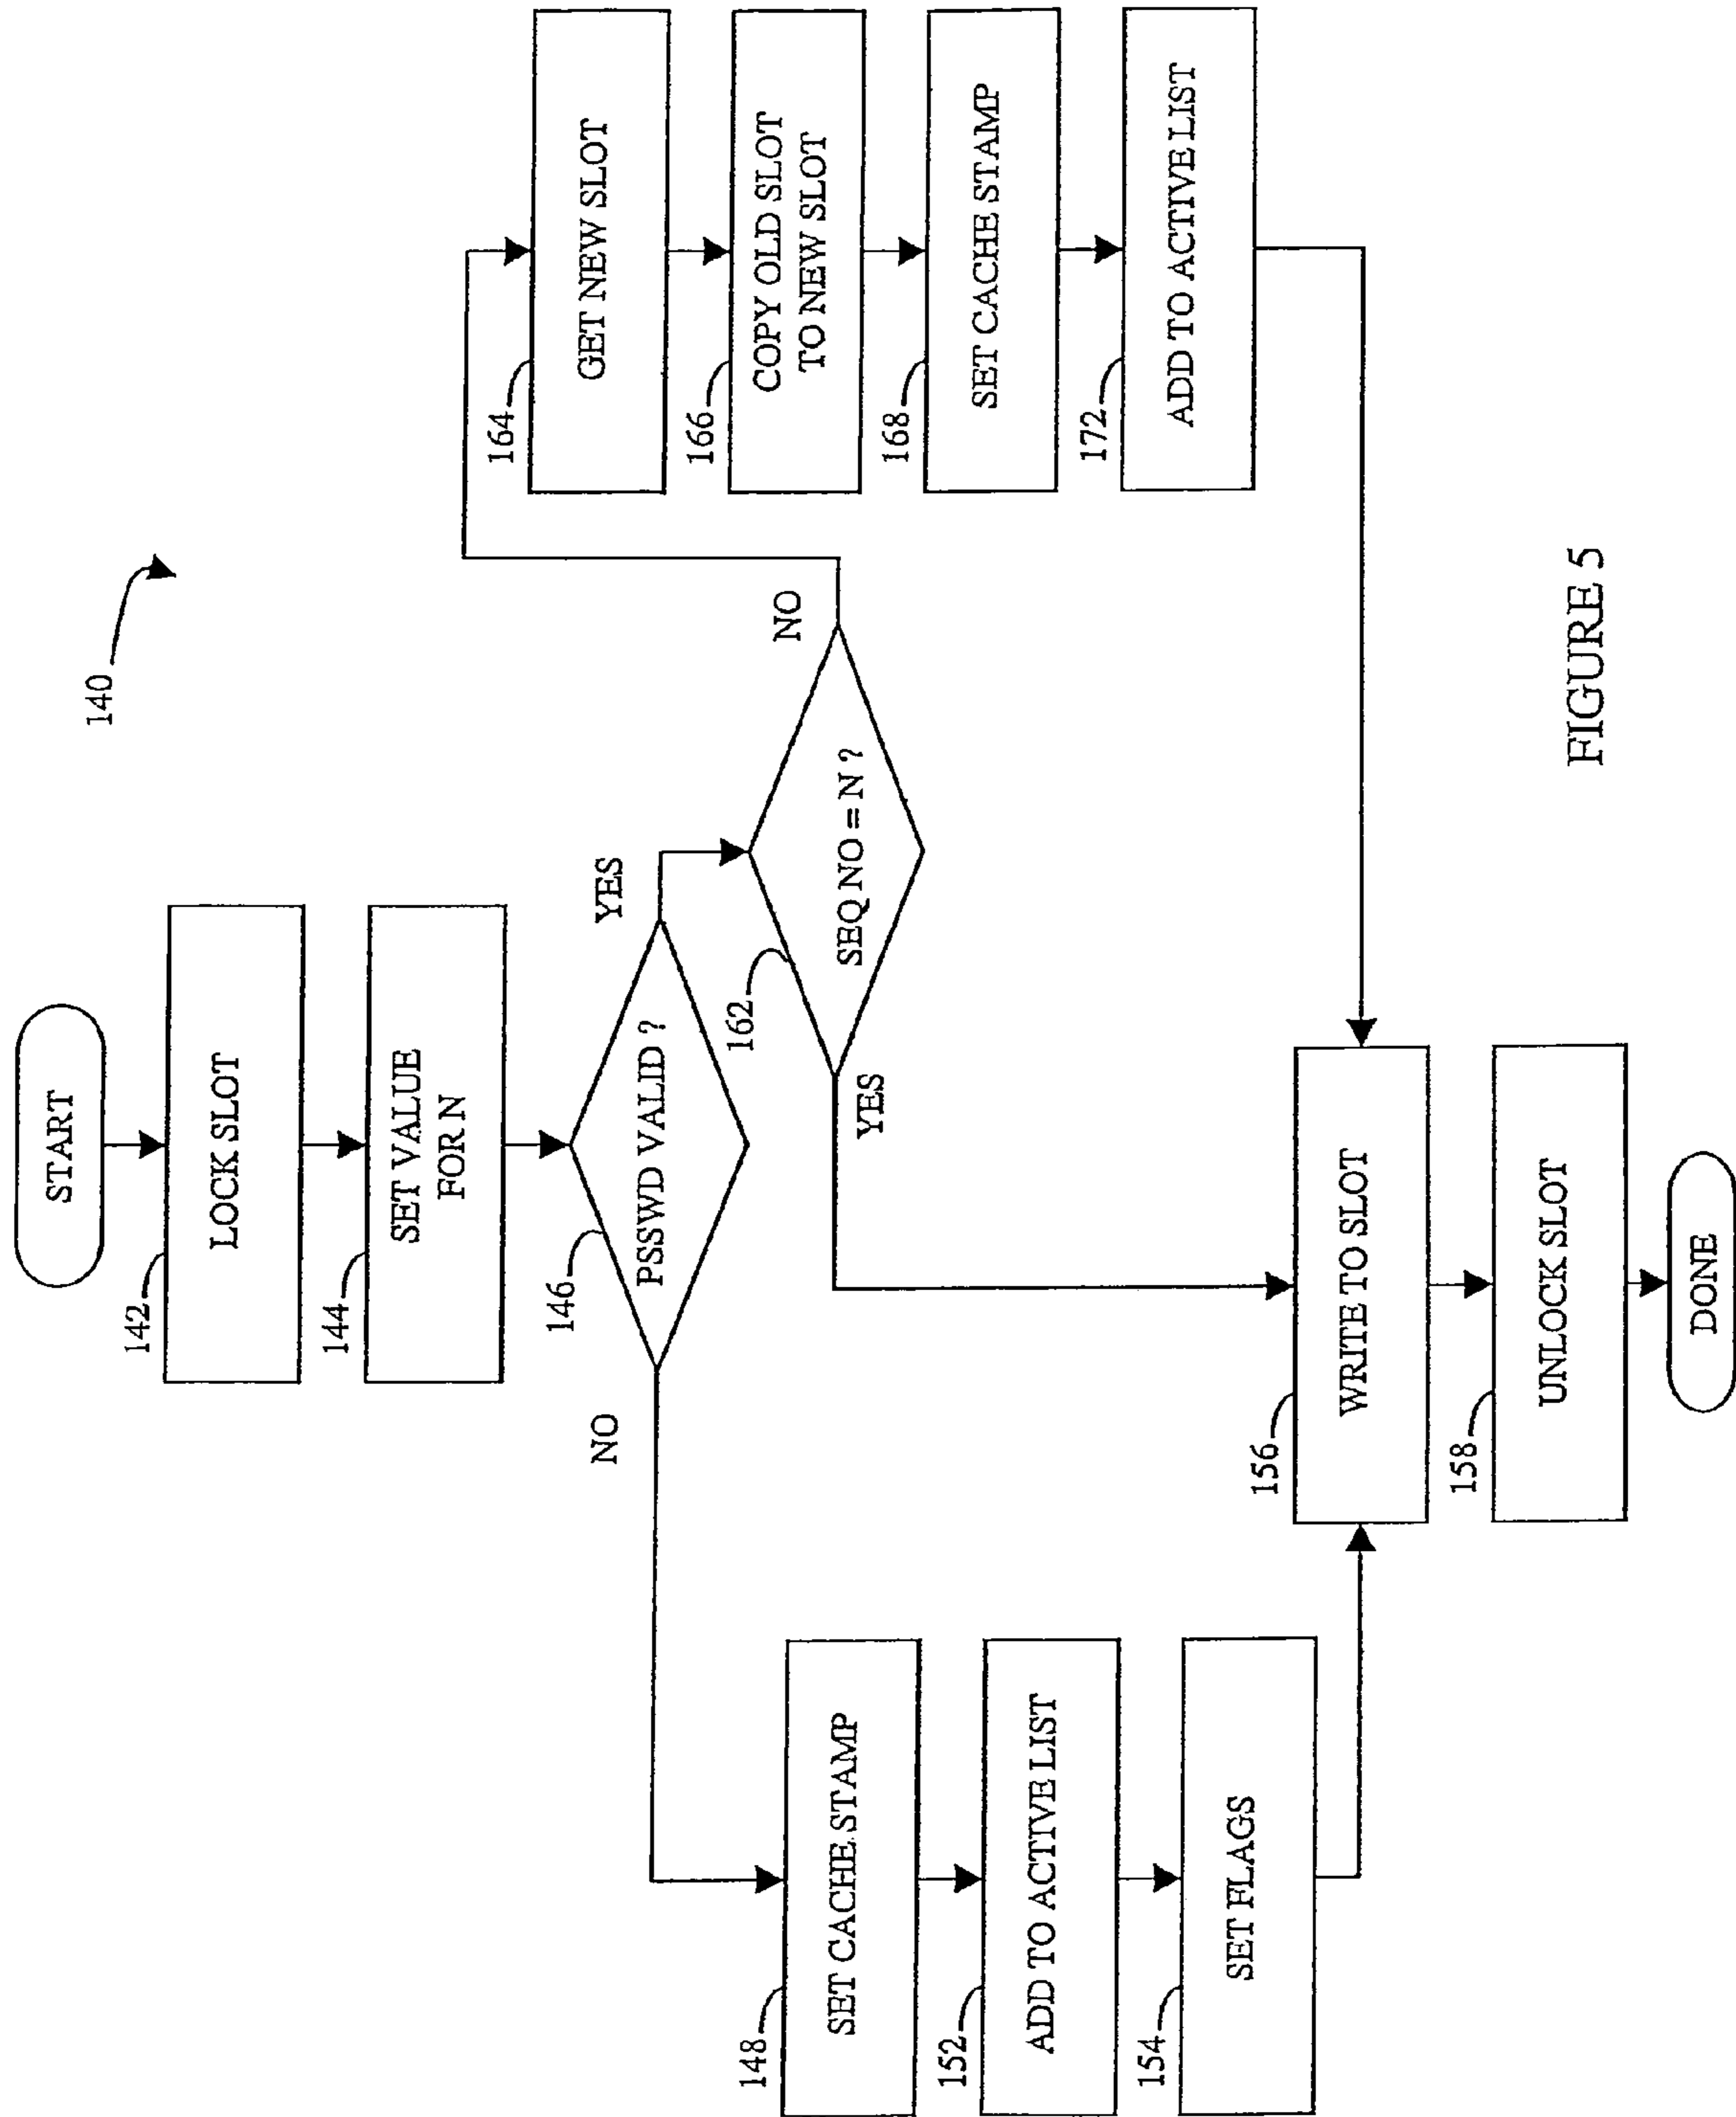 140
START
142
LOCK SLOT
144
SET VALUE
FOR N
146
PSSWD VALID ?
YES
NO
162
SEQ NO = N ?
NO
YES
164
GET NEW SLOT
166
COPY OLD SLOT
TO NEW SLOT
168
SET CACHE STAMP
172
ADD TO ACTIVE LIST
148
SET CACHE STAMP
152
ADD TO ACTIVE LIST
154
SET FLAGS
156
WRITE TO SLOT
158
UNLOCK SLOT
DONE
FIGURE 5